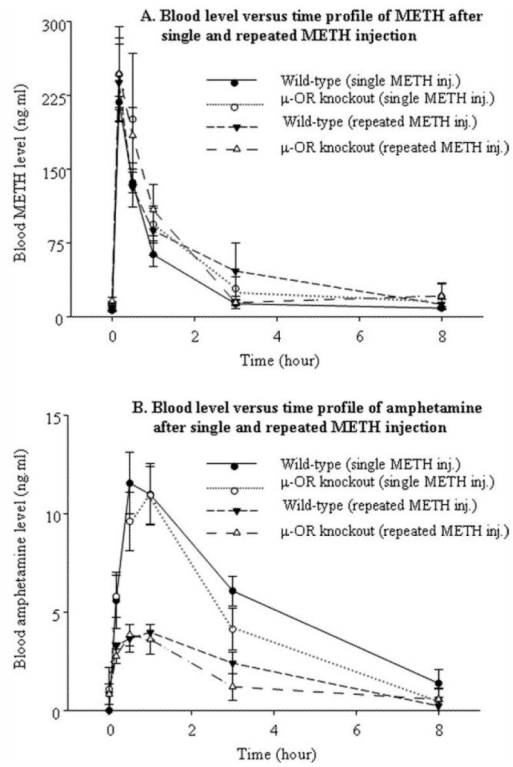 A. Blood level versus time profile of METH after
single and repeated METH injection
300
225
150
75
0
Blood METH level (ng.ml)
Wild-type (single METH inj.)
μ-OR knockout (single METH inj.)
Wild-type (repeated METH inj.)
μ-OR knockout (repeated METH inj.)
0 2 4 6 8
Time (hour)
B. Blood level versus time profile of amphetamine
after single and repeated METH injection
15
10
5
0
Blood amphetamine level (ng.ml)
Wild-type (single METH inj.)
μ-OR knockout (single METH inj.)
Wild-type (repeated METH inj.)
μ-OR knockout (repeated METH inj.)
0 2 4 6 8
Time (hour)